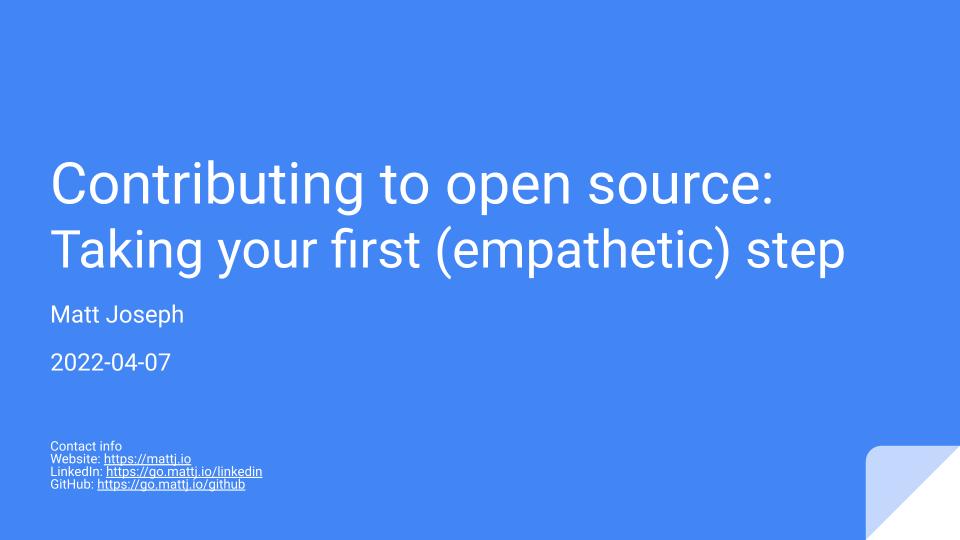 Contributing to open source:
Taking your first (empathetic) step
Matt Joseph
2022-04-07
Contact info
Website: https://mattj.io
LinkedIn: https://go.mattj.io/linkedin
GitHub: https://go.mattj.io/github